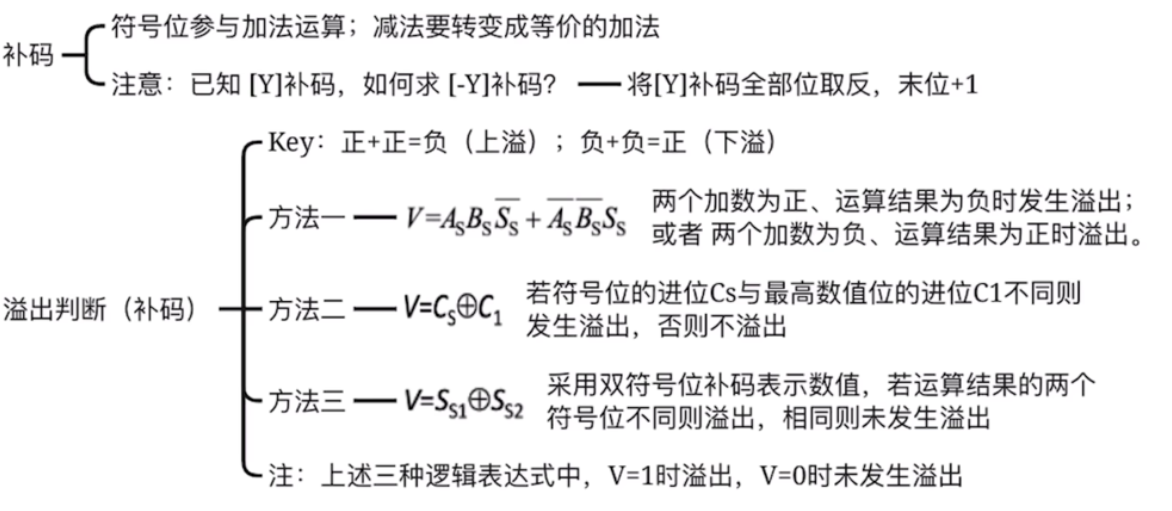 符号位参与加法运算；减法要转变成等价的加法
补码
注意：已知 [Y]补码，如何求 [-Y]补码？ —— 将[Y]补码全部位取反，末位+1
Key：正+正=负（上溢）；负+负=正（下溢）
方法一 —— V=A_S B_S \overline{S_S} + \overline{A_S} \overline{B_S} S_S
两个加数为正、运算结果为负时发生溢出；
或者 两个加数为负、运算结果为正时溢出。
溢出判断（补码）
方法二 —— V=C_S⊕C_1
若符号位的进位Cs与最高数值位的进位C1不同则
发生溢出，否则不溢出
方法三 —— V=S_{S1}⊕S_{S2}
采用双符号位补码表示数值，若运算结果的两个
符号位不同则溢出，相同则未发生溢出
注：上述三种逻辑表达式中，V=1时溢出，V=0时未发生溢出